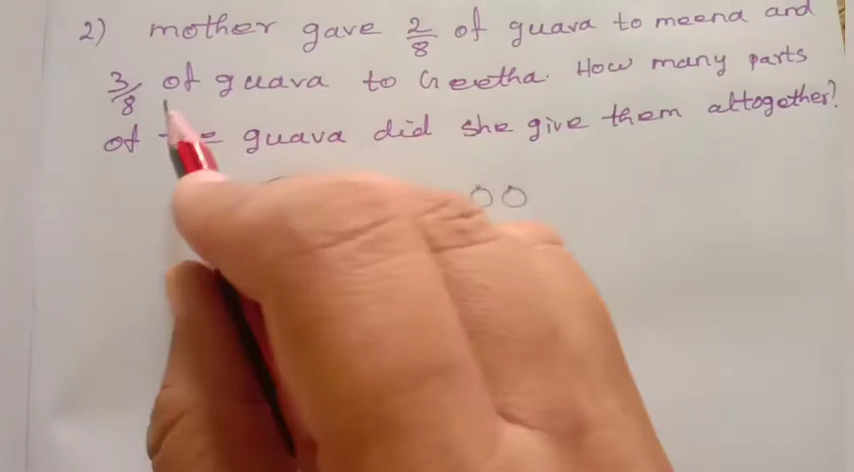 2) mother gave 2/8 of guava to meena and
3/8 of guava to Geetha. How many parts
of guava did she give them altogether?